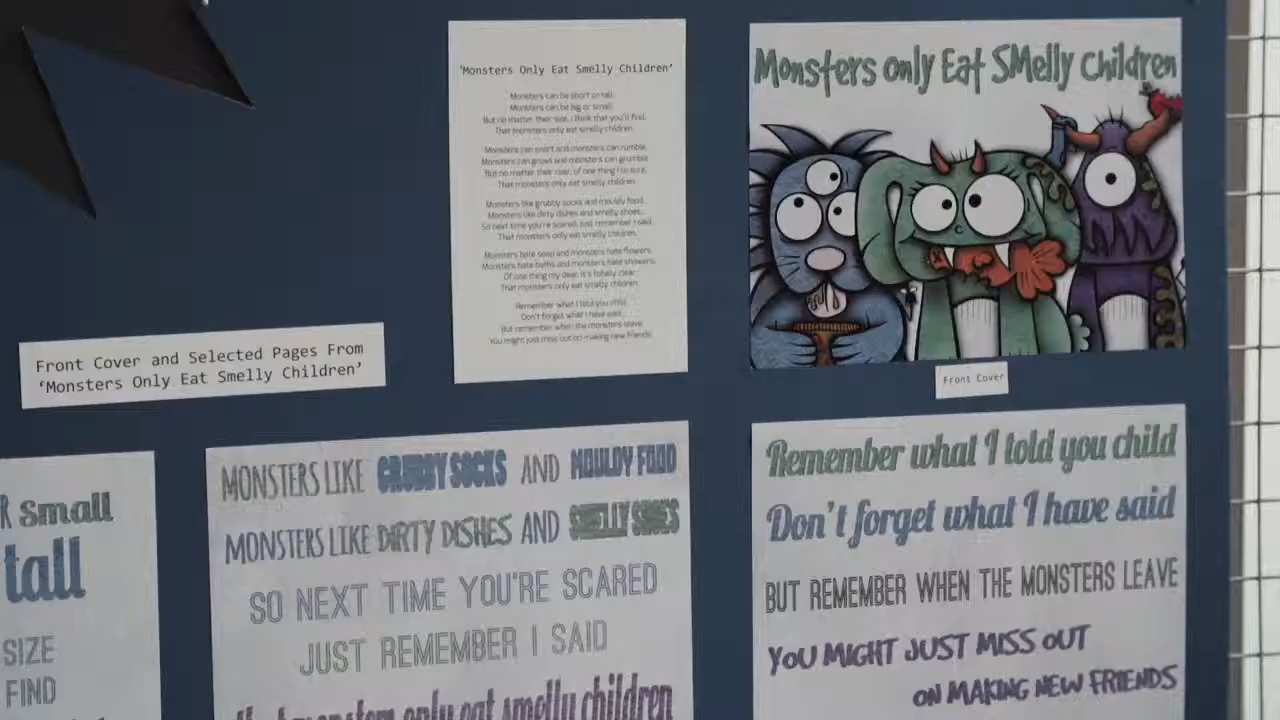 'Monsters Only Eat Smelly Children'
Monsters can be short or tall,
Monsters can be big or small.
But no matter their size, I think that you'll find,
That monsters only eat smelly children.
Monsters can snort and monsters can rumble,
Monsters can growl and monsters can grumble
But no matter their roar, of one thing I'm sure,
That monsters only eat smelly children.
Monsters like grubby socks and mouldy food,
Monsters like dirty dishes and smelly shoes,
So next time you're scared, just remember I said,
That monsters only eat smelly children.
Monsters hate soap and monsters hate flowers,
Monsters hate baths and monsters hate showers,
Of one thing my dear, it's totally clear,
That monsters only eat smelly children.
Remember what I told you child,
Don't forget what I have said,
But remember when the monsters leave,
You might just miss out on making new friends.
Monsters only Eat SMelly Children
Front Cover
Front Cover and Selected Pages From
'Monsters Only Eat Smelly Children'
R small
tall
SIZE
FIND
MONSTERS LIKE GRUBBY SOCKS AND MOULDY FOOD
MONSTERS LIKE DIRTY DISHES AND SMELLY SHOES
SO NEXT TIME YOU'RE SCARED
JUST REMEMBER I SAID
that monsters only eat smelly children
Remember what I told you child
Don't forget what I have said
BUT REMEMBER WHEN THE MONSTERS LEAVE
YOU MIGHT JUST MISS OUT
ON MAKING NEW FRIENDS